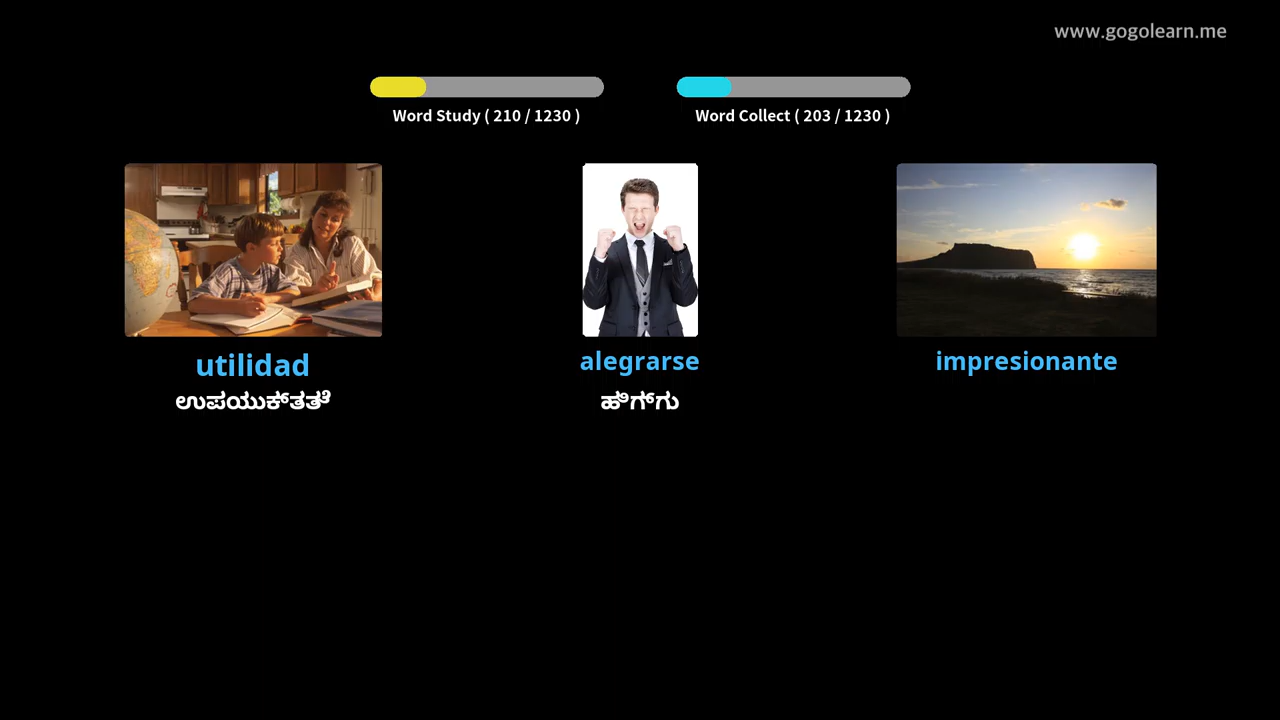 www.gogolearn.me
Word Study ( 210 / 1230 )
Word Collect ( 203 / 1230 )
utilidad
alegrarse
impresionante
ಉಪಯುಕ್ತತೆ
ಹಿಗ್ಗು